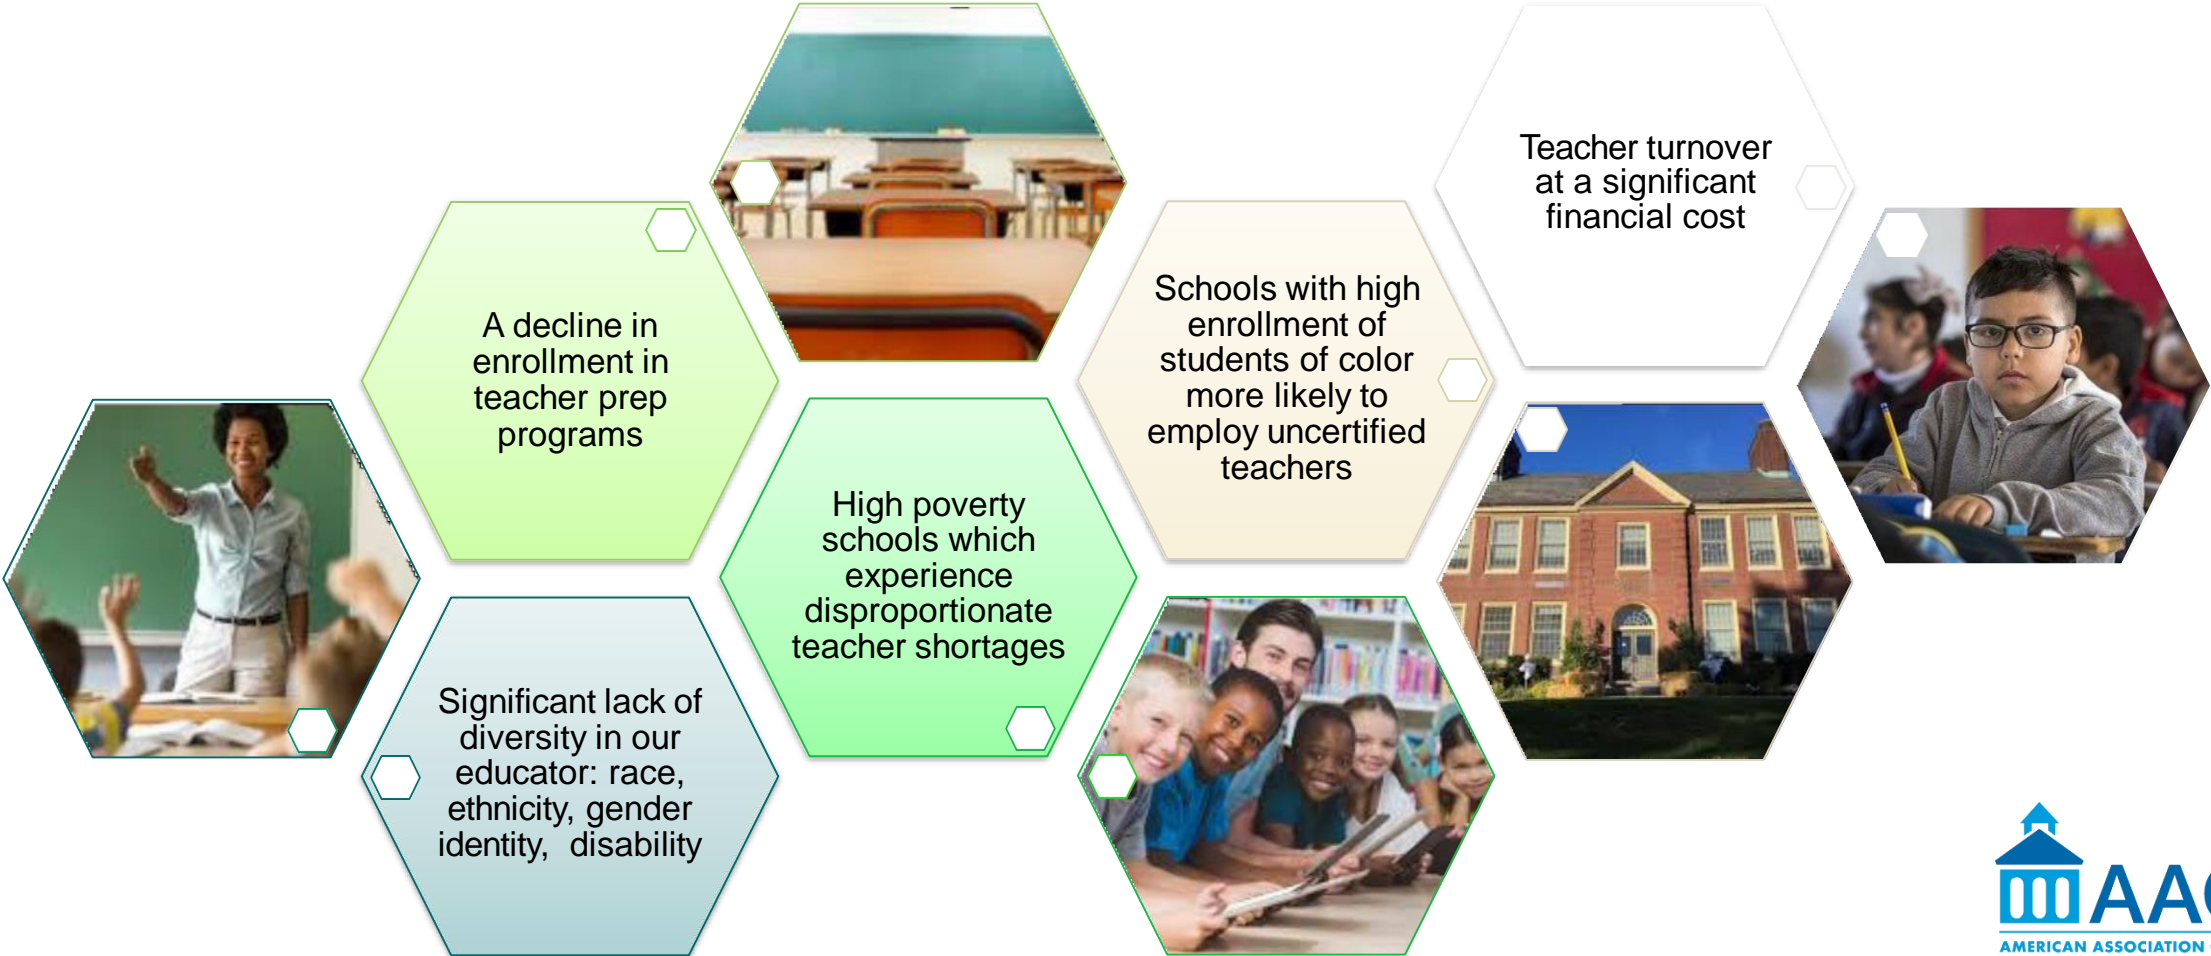 A decline in
enrollment in
teacher prep
programs
Significant lack of
diversity in our
educator: race,
ethnicity, gender
identity,  disability
High poverty
schools which
experience
disproportionate
teacher shortages
Schools with high
enrollment of
students of color
more likely to
employ uncertified
teachers
Teacher turnover
at a significant
financial cost
AAC
AMERICAN ASSOCIATION